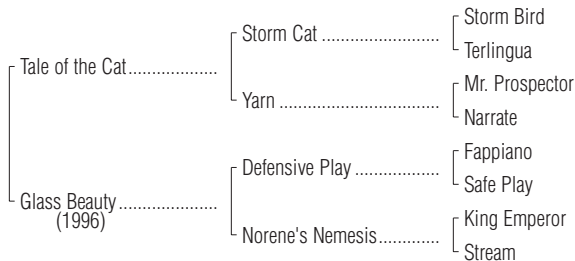 Storm Bird
Storm Cat ........................
Terlingua
Tale of the Cat..................
Mr. Prospector
Yarn .................................
Narrate
Fappiano
Defensive Play .................
Safe Play
Glass Beauty....................
(1996)
King Emperor
Norene's Nemesis.............
Stream